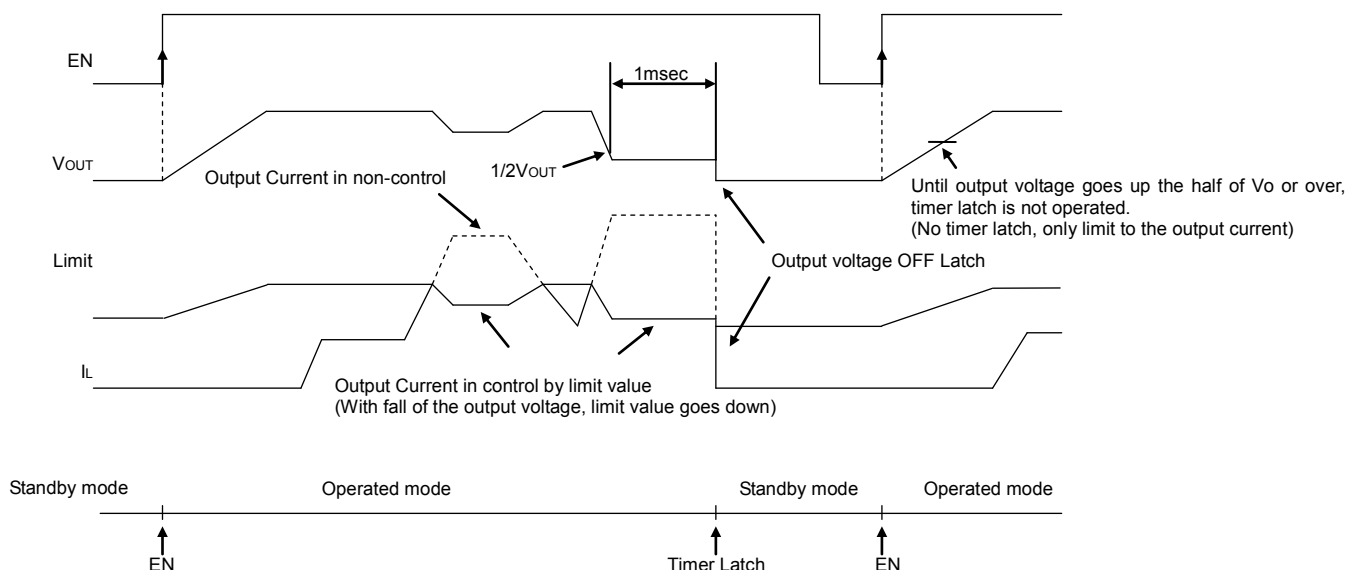 EN
1msec
VOUT
1/2VOUT
Output Current in non-control
Until output voltage goes up the half of Vo or over,
timer latch is not operated.
(No timer latch, only limit to the output current)
Limit
Output voltage OFF Latch
IL
Output Current in control by limit value
(With fall of the output voltage, limit value goes down)
Standby mode
Operated mode
Standby mode
Operated mode
EN
Timer Latch
EN